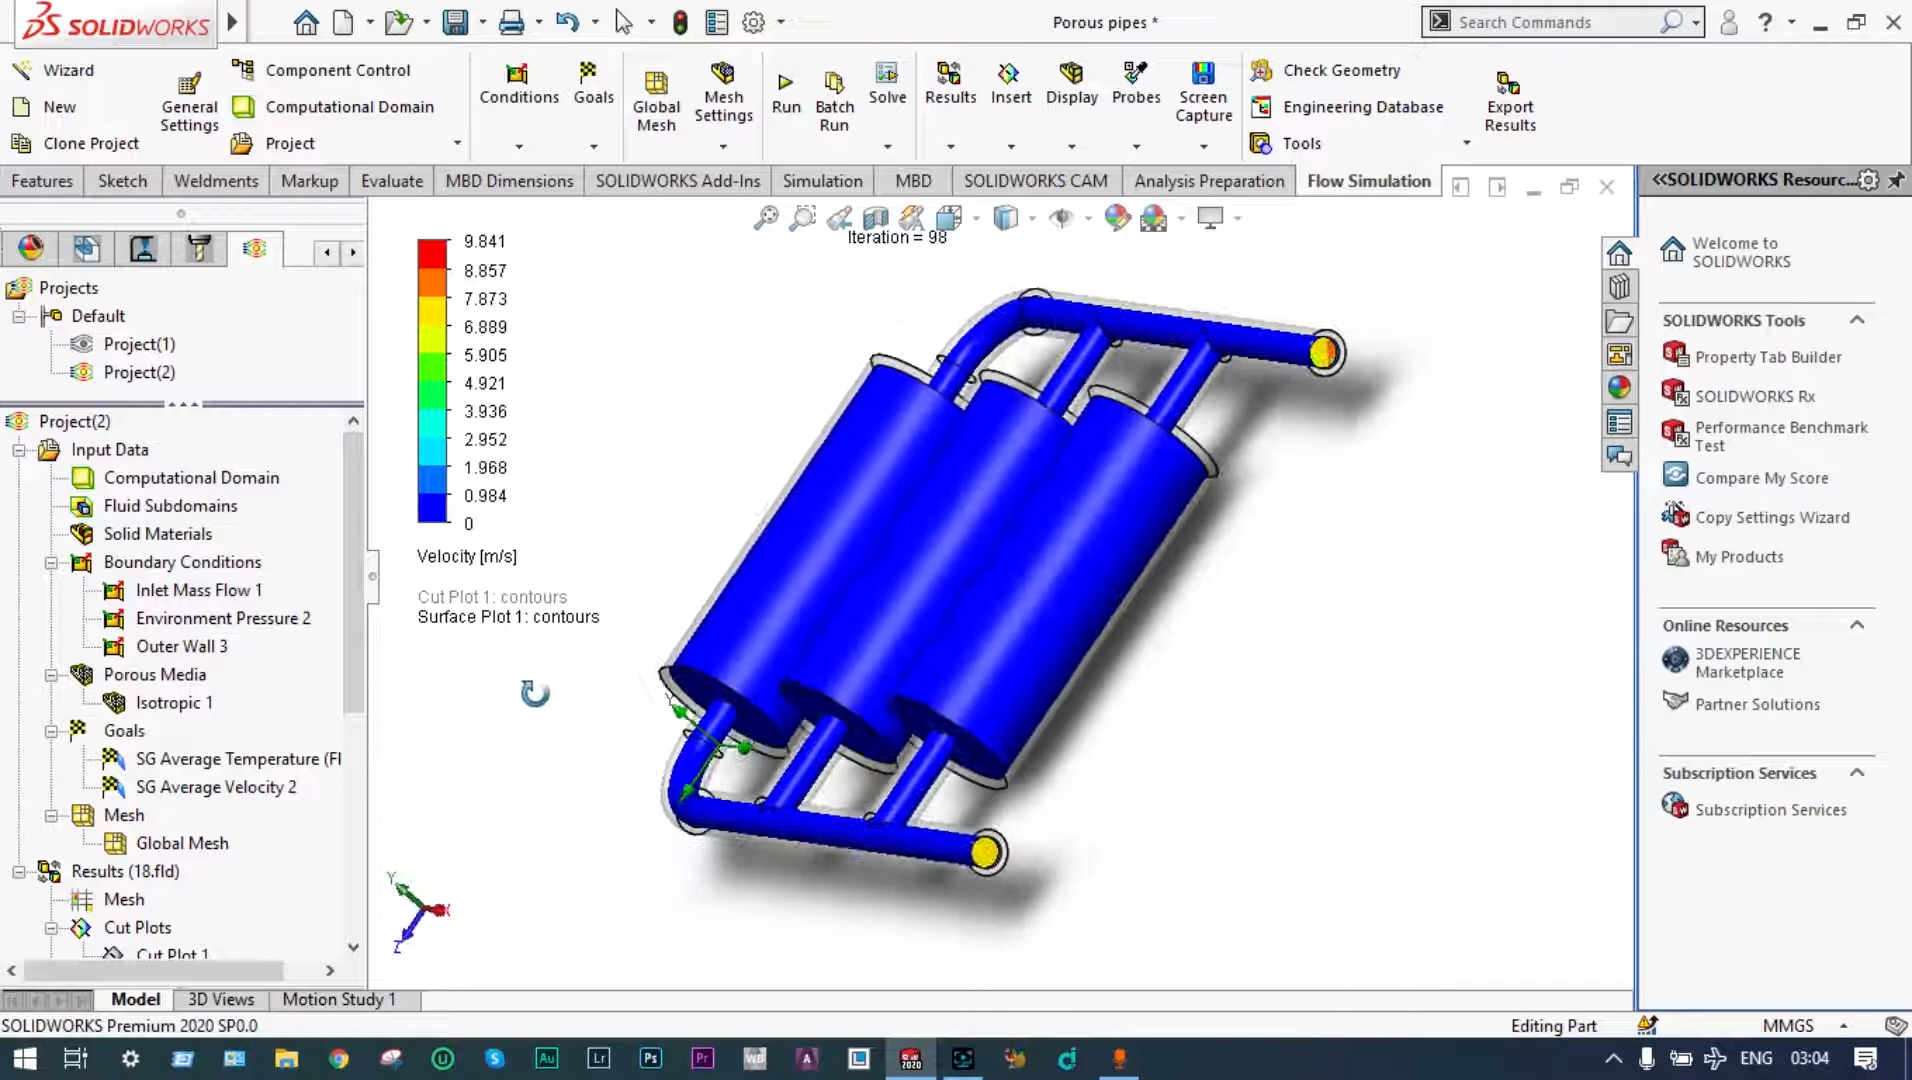 SOLIDWORKS
Porous pipes *
Search Commands
Wizard
New
Clone Project
General Settings
Component Control
Computational Domain
Project
Conditions
Goals
Global Mesh
Mesh Settings
Run
Batch Run
Solve
Results
Insert
Display
Probes
Screen Capture
Check Geometry
Engineering Database
Tools
Export Results
Features
Sketch
Weldments
Markup
Evaluate
MBD Dimensions
SOLIDWORKS Add-Ins
Simulation
MBD
SOLIDWORKS CAM
Analysis Preparation
Flow Simulation
Projects
Default
Project(1)
Project(2)
Project(2)
Input Data
Computational Domain
Fluid Subdomains
Solid Materials
Boundary Conditions
Inlet Mass Flow 1
Environment Pressure 2
Outer Wall 3
Porous Media
Isotropic 1
Goals
SG Average Temperature (Fl
SG Average Velocity 2
Mesh
Global Mesh
Results (18.fld)
Mesh
Cut Plots
Cut Plot 1
Iteration = 98
9.841
8.857
7.873
6.889
5.905
4.921
3.936
2.952
1.968
0.984
0
Velocity [m/s]
Cut Plot 1: contours
Surface Plot 1: contours
Y
X
Z
«SOLIDWORKS Resourc...
Welcome to
SOLIDWORKS
SOLIDWORKS Tools
Property Tab Builder
SOLIDWORKS Rx
Performance Benchmark
Test
Compare My Score
Copy Settings Wizard
My Products
Online Resources
3DEXPERIENCE
Marketplace
Partner Solutions
Subscription Services
Subscription Services
Model
3D Views
Motion Study 1
SOLIDWORKS Premium 2020 SP0.0
Editing Part
MMGS
Au
Lr
Ps
Pr
WB
A
2020
ENG
03:04